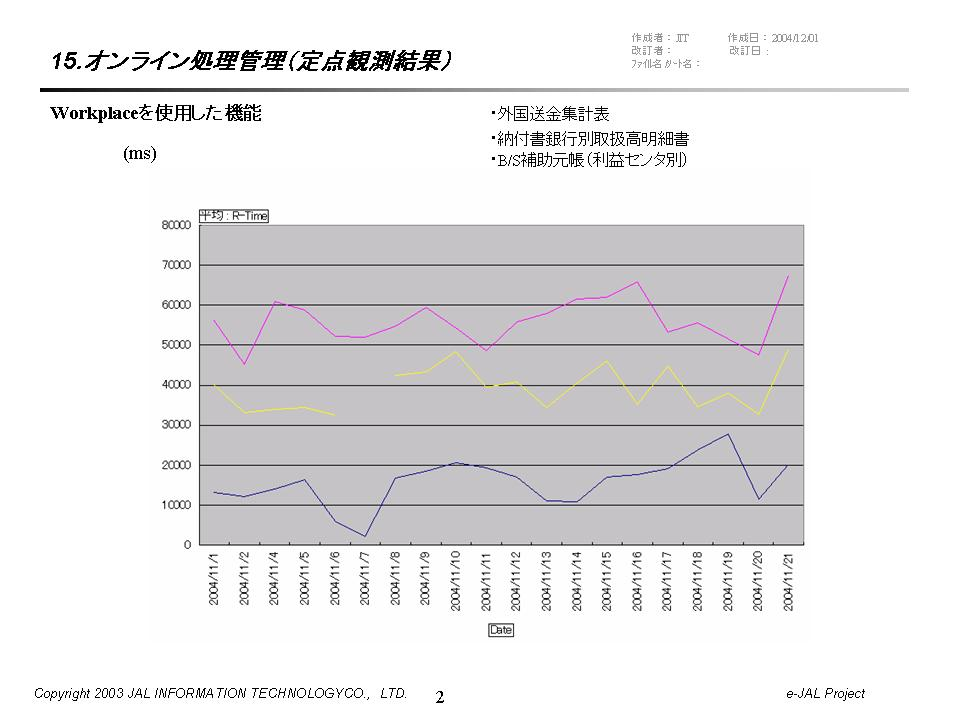 作成者：JIT 作成日：2004/12/01
改訂者： 改訂日：
ファイル名/シート名：
15.オンライン処理管理（定点観測結果）
Workplaceを使用した機能
・外国送金集計表
・納付書銀行別取扱高明細書
・B/S補助元帳（利益センタ別）
(ms)
平均 : R-Time
80000
70000
60000
50000
40000
30000
20000
10000
0
2004/11/1
2004/11/2
2004/11/4
2004/11/5
2004/11/6
2004/11/7
2004/11/8
2004/11/9
2004/11/10
2004/11/11
2004/11/12
2004/11/13
2004/11/14
2004/11/15
2004/11/16
2004/11/17
2004/11/18
2004/11/19
2004/11/20
2004/11/21
Date
Copyright 2003 JAL INFORMATION TECHNOLOGYCO., LTD. 2 e-JAL Project